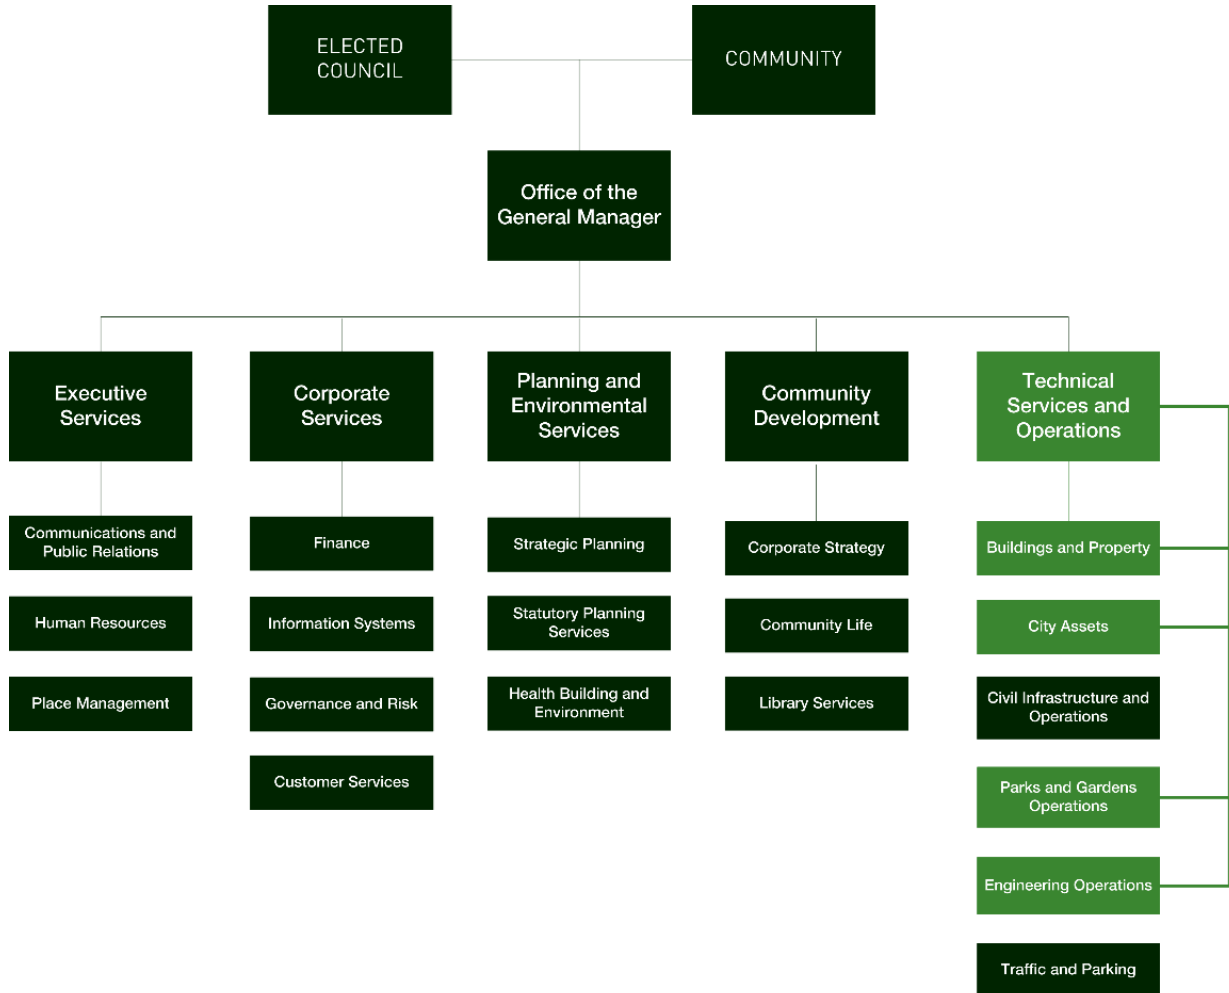 ELECTED
COUNCIL
COMMUNITY
Office of the
General Manager
Executive
Services
Corporate
Services
Planning and
Environmental
Services
Community
Development
Technical
Services and
Operations
Communications and
Public Relations
Finance
Strategic Planning
Corporate Strategy
Buildings and Property
Human Resources
Information Systems
Statutory Planning
Services
Community Life
City Assets
Place Management
Governance and Risk
Health Building and
Environment
Library Services
Civil Infrastructure and
Operations
Customer Services
Parks and Gardens
Operations
Engineering Operations
Traffic and Parking